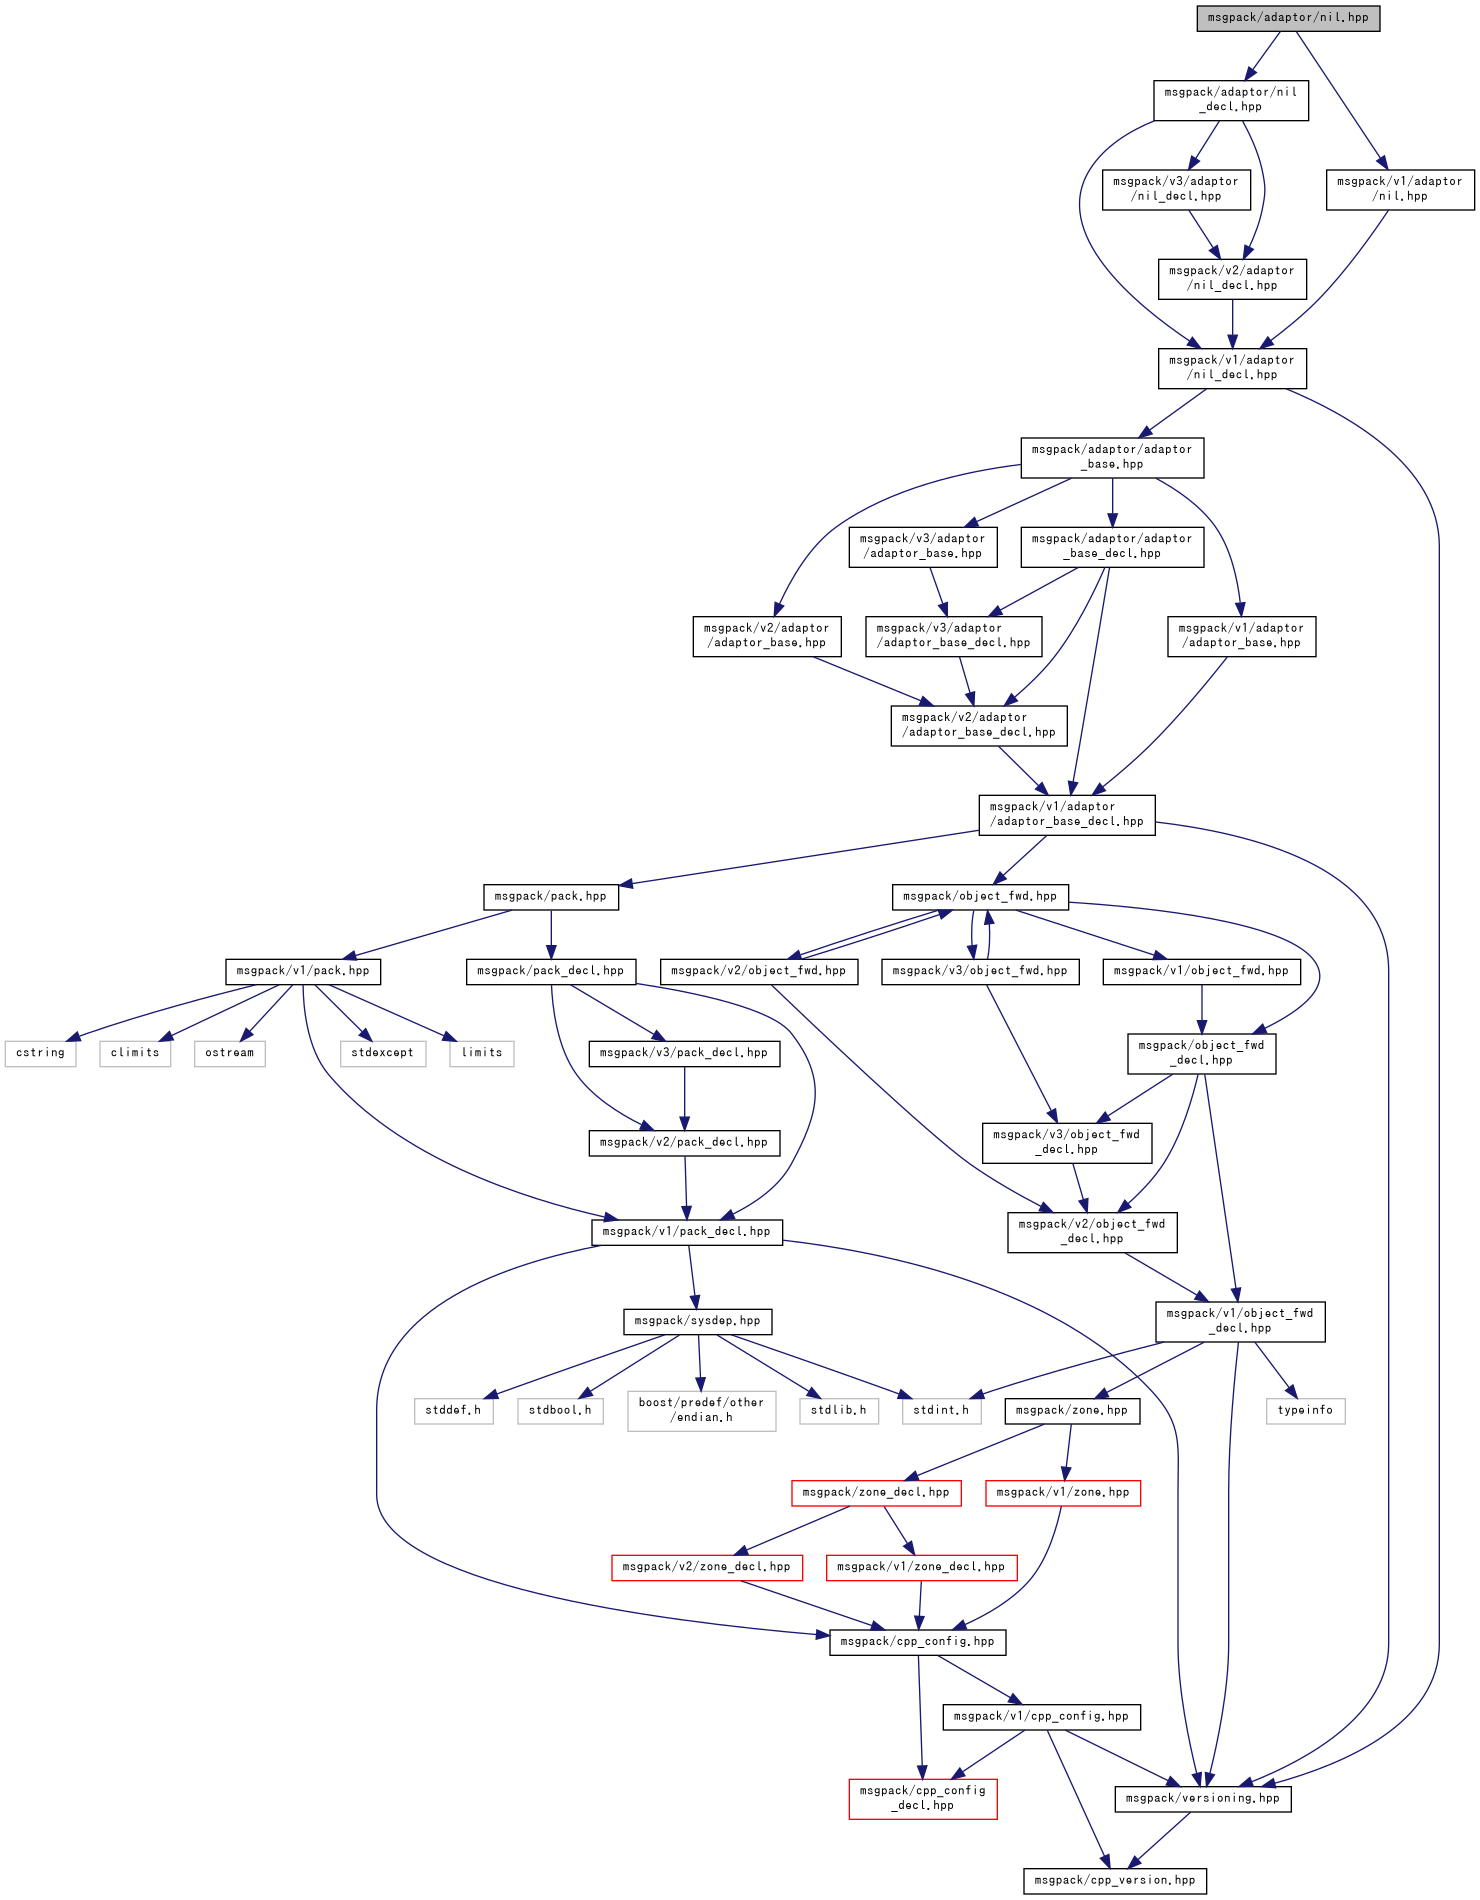 msgpack/adaptor/nil.hpp
msgpack/adaptor/nil
_decl.hpp
msgpack/v3/adaptor
/nil_decl.hpp
msgpack/v1/adaptor
/nil.hpp
msgpack/v2/adaptor
/nil_decl.hpp
msgpack/v1/adaptor
/nil_decl.hpp
msgpack/adaptor/adaptor
_base.hpp
msgpack/v3/adaptor
/adaptor_base.hpp
msgpack/adaptor/adaptor
_base_decl.hpp
msgpack/v2/adaptor
/adaptor_base.hpp
msgpack/v3/adaptor
/adaptor_base_decl.hpp
msgpack/v1/adaptor
/adaptor_base.hpp
msgpack/v2/adaptor
/adaptor_base_decl.hpp
msgpack/v1/adaptor
/adaptor_base_decl.hpp
msgpack/pack.hpp
msgpack/object_fwd.hpp
msgpack/v1/pack.hpp
msgpack/pack_decl.hpp
msgpack/v2/object_fwd.hpp
msgpack/v3/object_fwd.hpp
msgpack/v1/object_fwd.hpp
cstring
climits
ostream
stdexcept
limits
msgpack/v3/pack_decl.hpp
msgpack/object_fwd
_decl.hpp
msgpack/v2/pack_decl.hpp
msgpack/v3/object_fwd
_decl.hpp
msgpack/v1/pack_decl.hpp
msgpack/v2/object_fwd
_decl.hpp
msgpack/sysdep.hpp
msgpack/v1/object_fwd
_decl.hpp
stddef.h
stdbool.h
boost/predef/other
/endian.h
stdlib.h
stdint.h
msgpack/zone.hpp
typeinfo
msgpack/zone_decl.hpp
msgpack/v1/zone.hpp
msgpack/v2/zone_decl.hpp
msgpack/v1/zone_decl.hpp
msgpack/cpp_config.hpp
msgpack/v1/cpp_config.hpp
msgpack/cpp_config
_decl.hpp
msgpack/versioning.hpp
msgpack/cpp_version.hpp